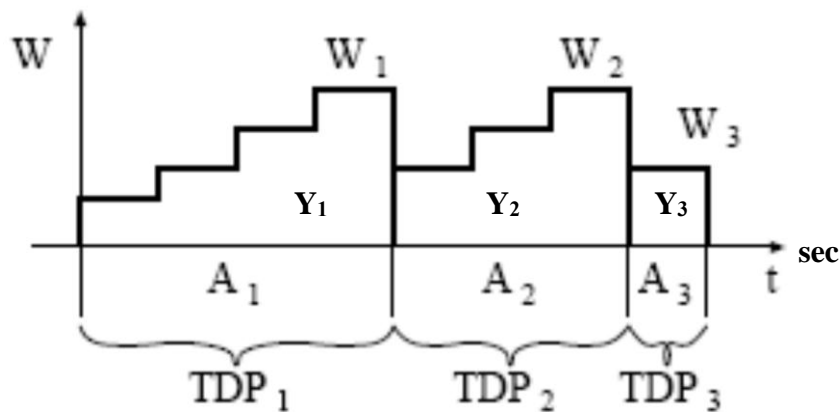 W W₁ W₂
W₃
Y₁ Y₂ Y₃
sec
A₁ A₂ A₃ t
TDP₁ TDP₂ TDP₃